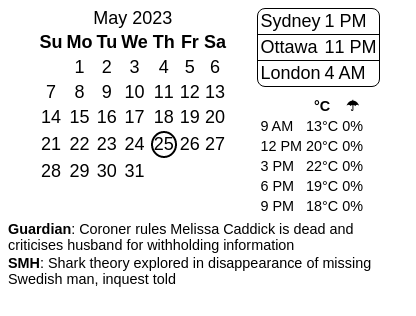 May 2023
Su Mo Tu We Th Fr Sa
1 2 3 4 5 6
7 8 9 10 11 12 13
14 15 16 17 18 19 20
21 22 23 24 25 26 27
28 29 30 31
Sydney 1 PM
Ottawa 11 PM
London 4 AM
°C ☂
9 AM 13°C 0%
12 PM 20°C 0%
3 PM 22°C 0%
6 PM 19°C 0%
9 PM 18°C 0%
Guardian: Coroner rules Melissa Caddick is dead and
criticises husband for withholding information
SMH: Shark theory explored in disappearance of missing
Swedish man, inquest told